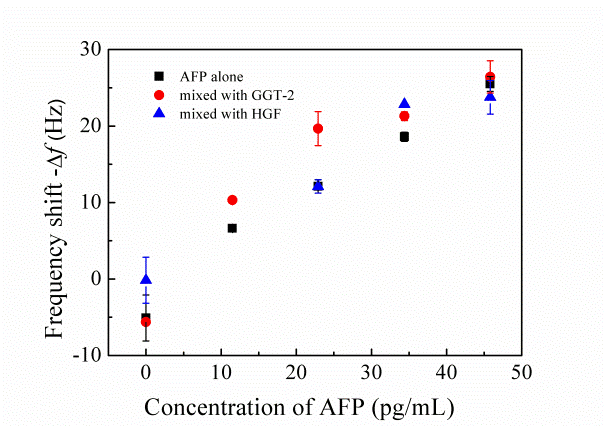 30
20
10
0
-10
Frequency shift -Δf (Hz)
AFP alone
mixed with GGT-2
mixed with HGF
0 10 20 30 40 50
Concentration of AFP (pg/mL)